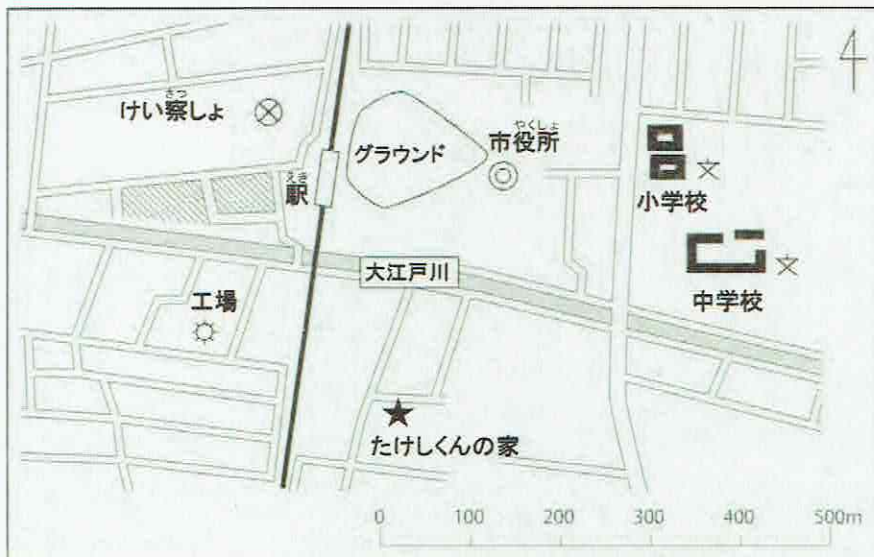 けい察しょ
さつ
グラウンド
市役所
やくしょ
駅
えき
小学校
文
大江戸川
中学校
文
工場
たけしくんの家
0 100 200 300 400 500m